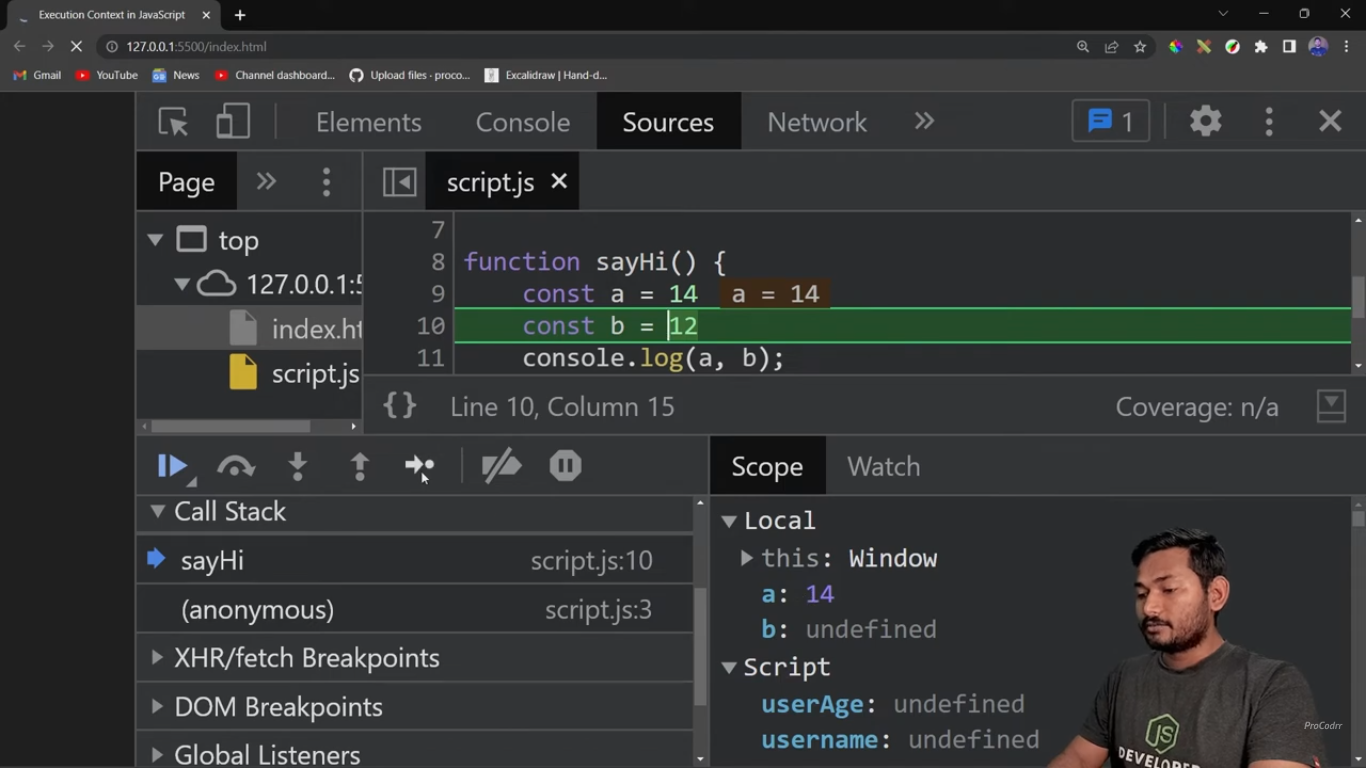 Execution Context in JavaScript
127.0.0.1:5500/index.html
Gmail YouTube News Channel dashboard... Upload files · proco... Excalidraw | Hand-d...
Elements Console Sources Network 1
Page script.js
top
127.0.0.1:5
index.ht
script.js
7
8 function sayHi() {
9 const a = 14 a = 14
10 const b = 12
11 console.log(a, b);
{} Line 10, Column 15 Coverage: n/a
Scope Watch
Call Stack
sayHi script.js:10
(anonymous) script.js:3
XHR/fetch Breakpoints
DOM Breakpoints
Global Listeners
Local
this: Window
a: 14
b: undefined
Script
userAge: undefined
username: undefined
JS
DEVELOPER
ProCodrr